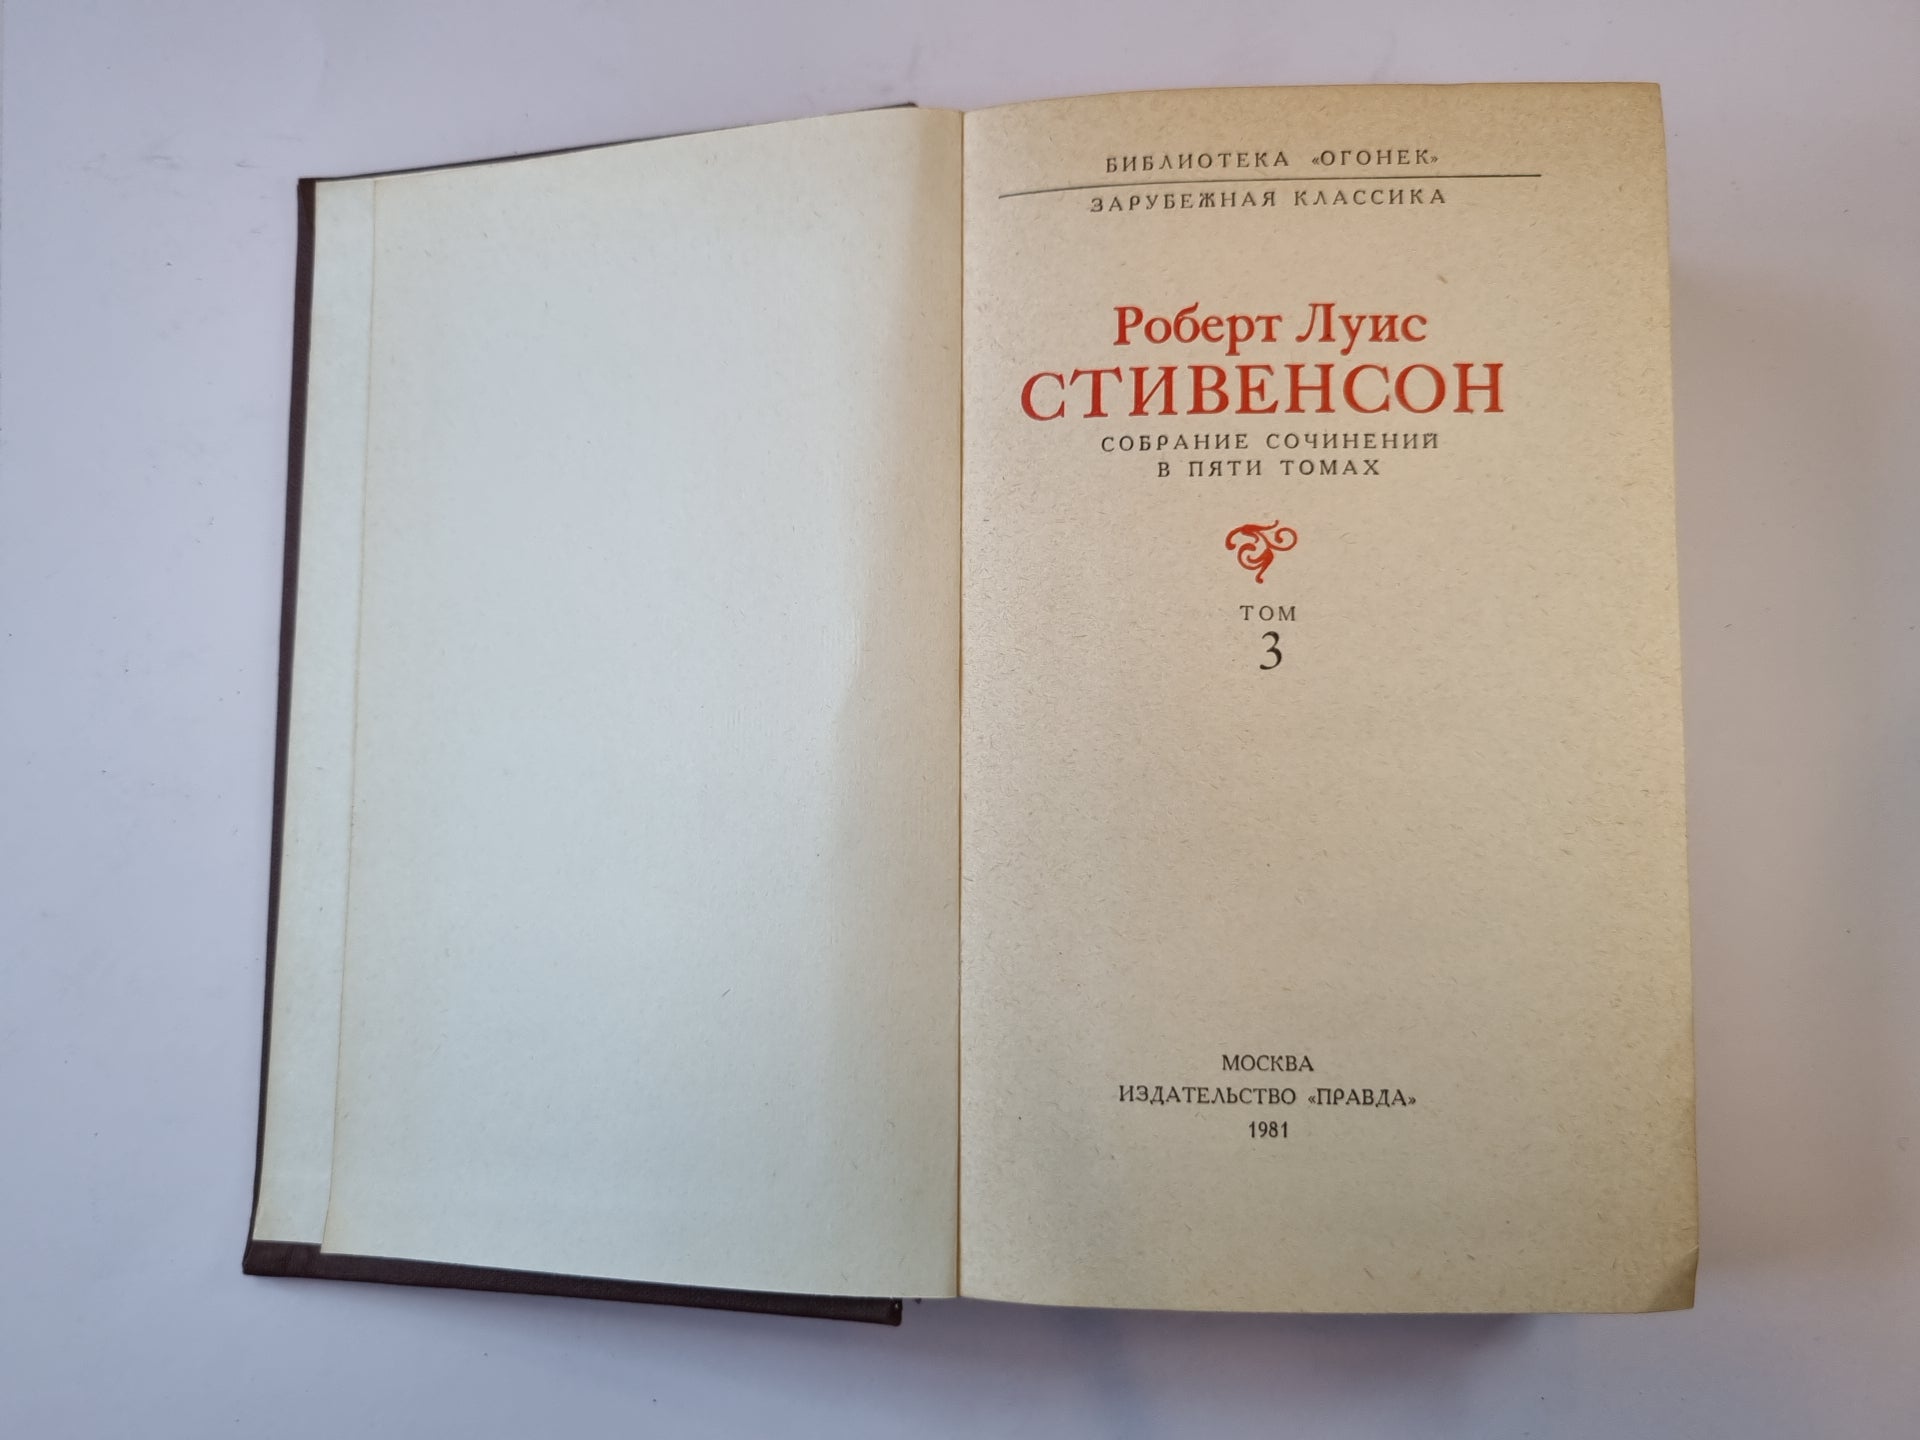 БИБЛИОТЕКА «ОГОНЕК»
ЗАРУБЕЖНАЯ КЛАССИКА
Роберт Луис
СТИВЕНСОН
СОБРАНИЕ СОЧИНЕНИЙ
В ПЯТИ ТОМАХ
ТОМ
3
МОСКВА
ИЗДАТЕЛЬСТВО «ПРАВДА»
1981